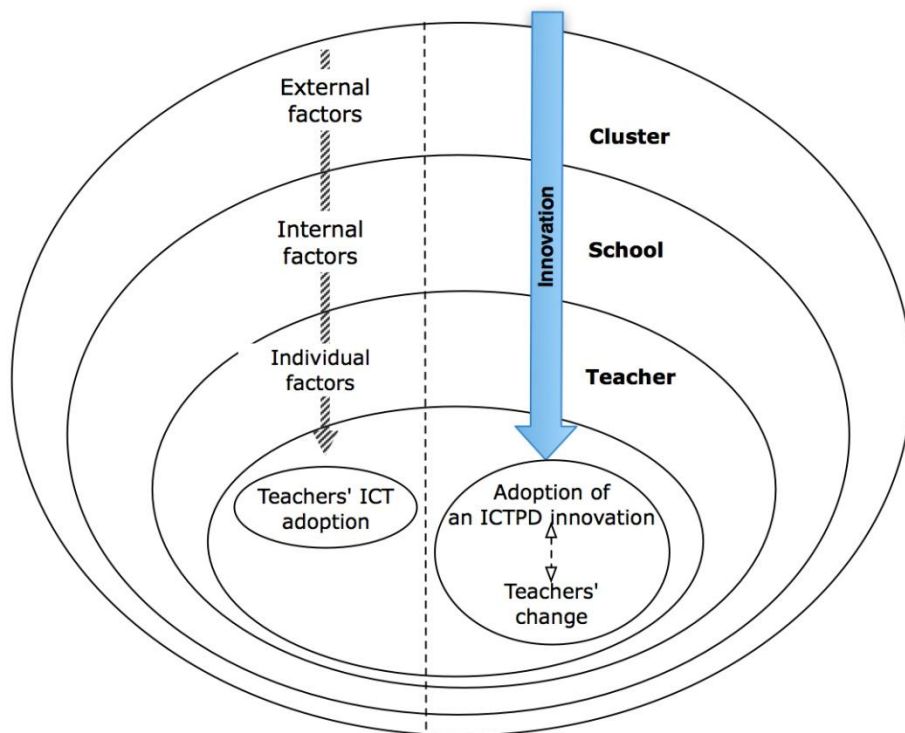 External
factors
Cluster
Internal
factors
Innovation
School
Individual
factors
Teacher
Teachers' ICT
adoption
Adoption of
an ICTPD innovation
Teachers'
change